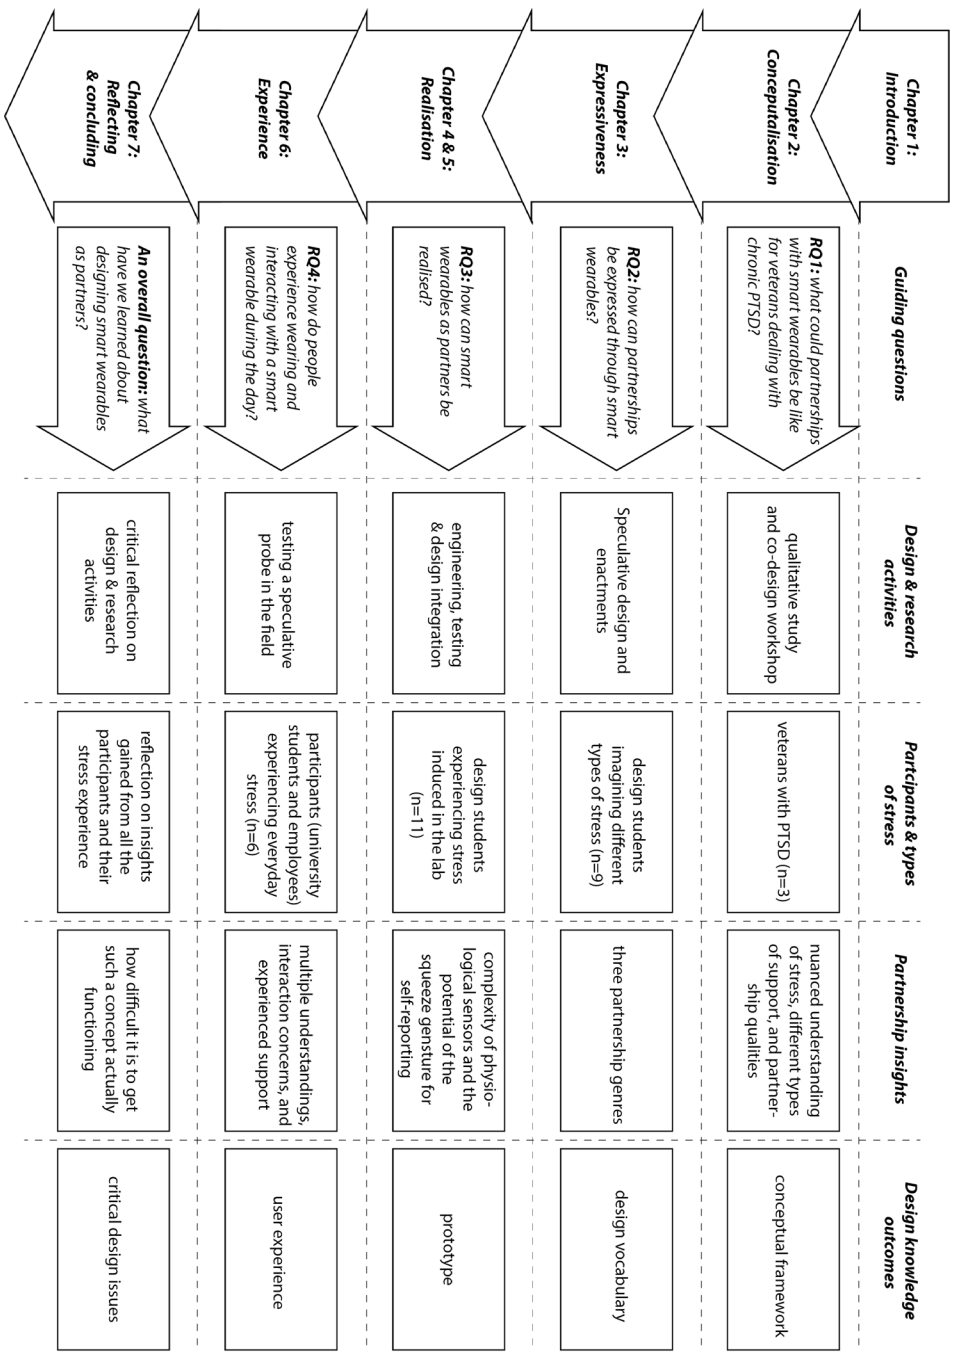 Chapter 1:
Introduction
Guiding questions
Design & research
activities
Partcipants & types
of stress
Partnership insights
Design knowledge
outcomes
Chapter 2:
Conceputalisation
RQ1: what could partnerships
with smart wearables be like
for veterans dealing with
chronic PTSD?
qualitative study
and co-design workshop
veterans with PTSD (n=3)
nuanced understanding
of stress, different types
of support, and partner-
ship qualities
conceptual framework
Chapter 3:
Expressiveness
RQ2: how can partnerships
be expressed through smart
wearables?
Speculative design and
enactments
design students
imagining different
types of stress (n=9)
three partnership genres
design vocabulary
Chapter 4 & 5:
Realisation
RQ3: how can smart
wearables as partners be
realised?
engineering, testing
& design integration
design students
experiencing stress
induced in the lab
(n=11)
complexity of physio-
logical sensors and the
potential of the
squeeze gensture for
self-reporting
prototype
Chapter 6:
Experience
RQ4: how do people
experience wearing and
interacting with a smart
wearable during the day?
testing a speculative
probe in the field
participants (university
students and employees)
experiencing everyday
stress (n=6)
multiple understandings,
interaction concerns, and
experienced support
user experience
Chapter 7:
Reflecting
& concluding
An overall question: what
have we learned about
designing smart wearables
as partners?
critical reflection on
design & research
activities
reflection on insights
gained from all the
participants and their
stress experience
how difficult it is to get
such a concept actually
functioning
critical design issues